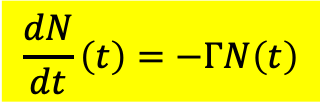 dN/dt (t) = −ΓN(t)